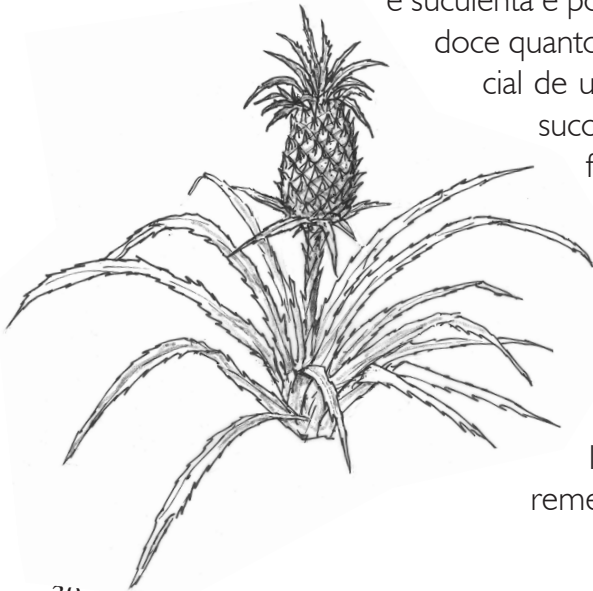 e suculenta e po
doce quanto
cial de u
succ
f
reme